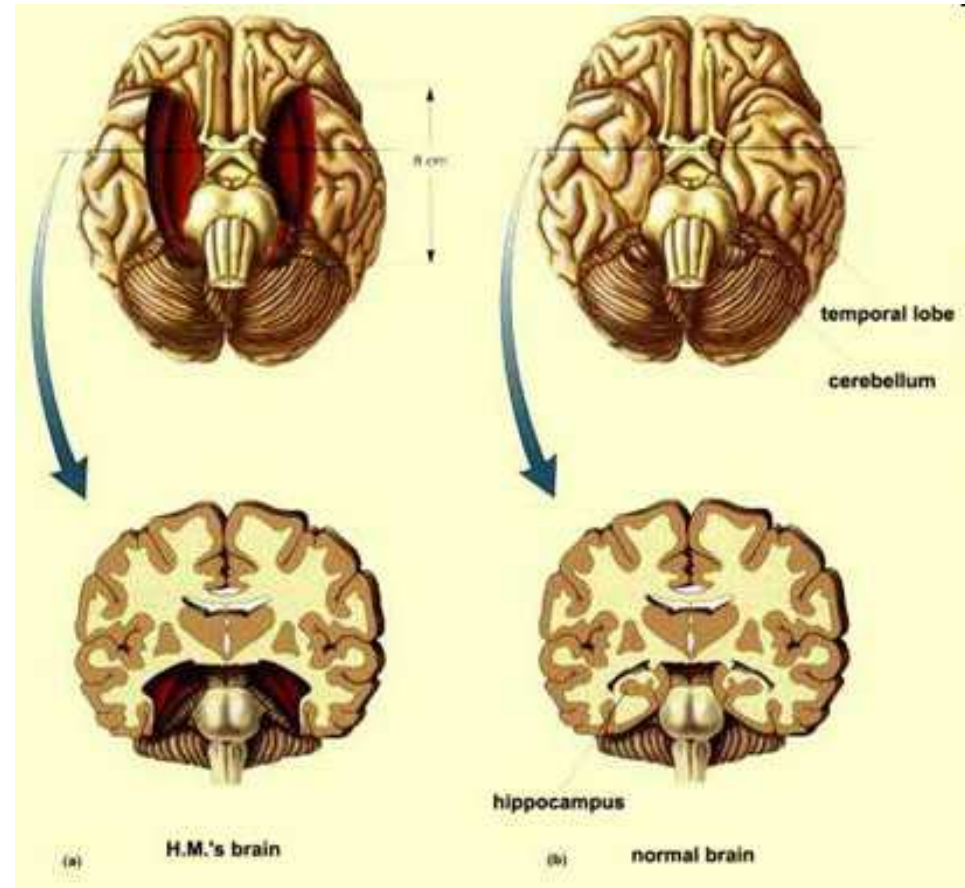 8 cm
temporal lobe
cerebellum
hippocampus
(a)
H.M.'s brain
(b)
normal brain